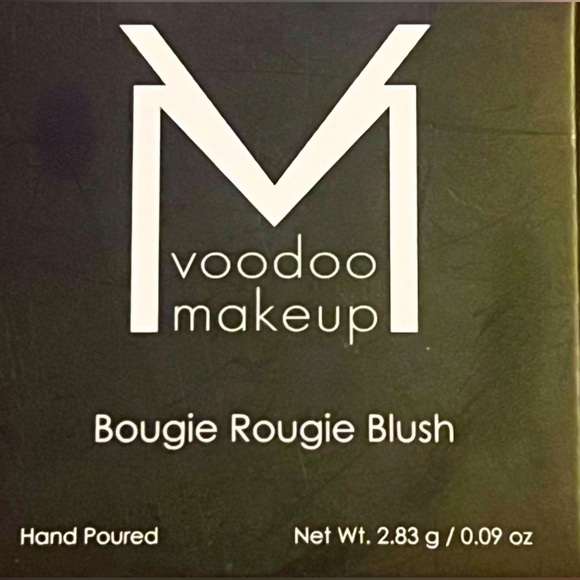 voodoo
makeup
Bougie Rougie Blush
Hand Poured
Net Wt. 2.83 g / 0.09 oz